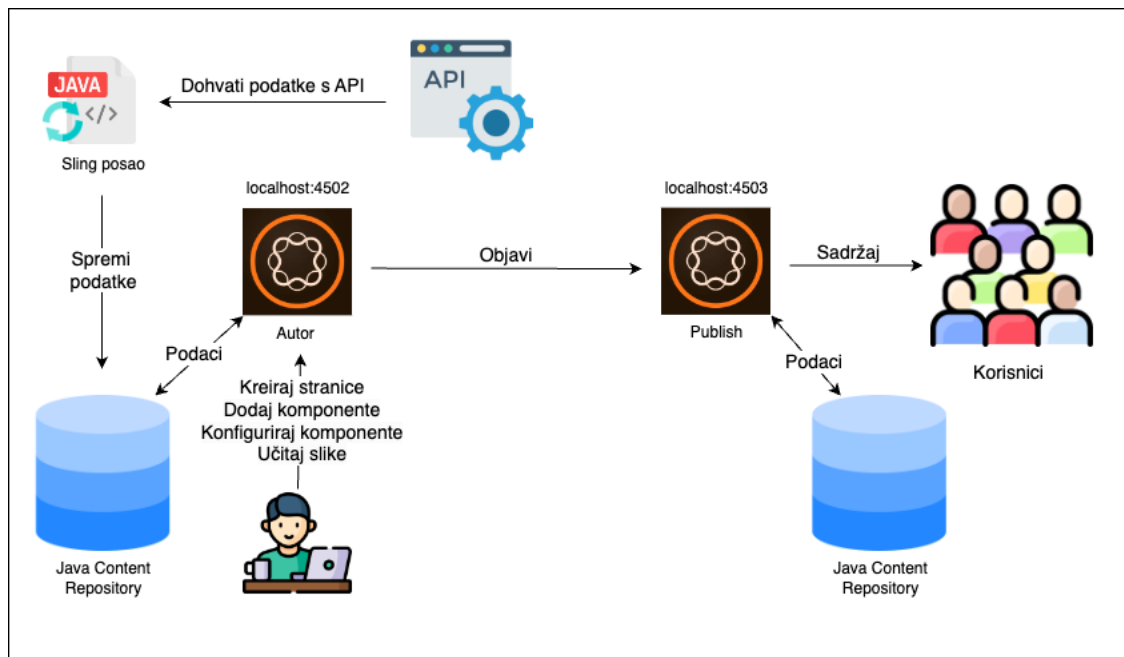 API
JAVA
</>
Dohvati podatke s API
Sling posao
localhost:4502
localhost:4503
Spremi
podatke
Objavi
Sadržaj
Autor
Publish
Podaci
Podaci
Korisnici
Kreiraj stranice
Dodaj komponente
Konfiguriraj komponente
Učitaj slike
Java Content
Repository
Java Content
Repository